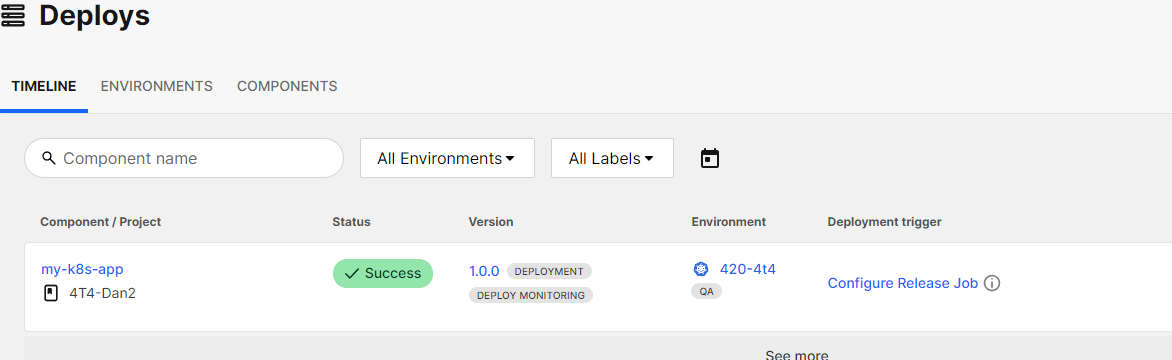 Deploys
TIMELINE ENVIRONMENTS COMPONENTS
Component name All Environments All Labels
Component / Project Status Version Environment Deployment trigger
my-k8s-app Success 1.0.0 DEPLOYMENT 420-4t4 Configure Release Job
4T4-Dan2 DEPLOY MONITORING QA
See more